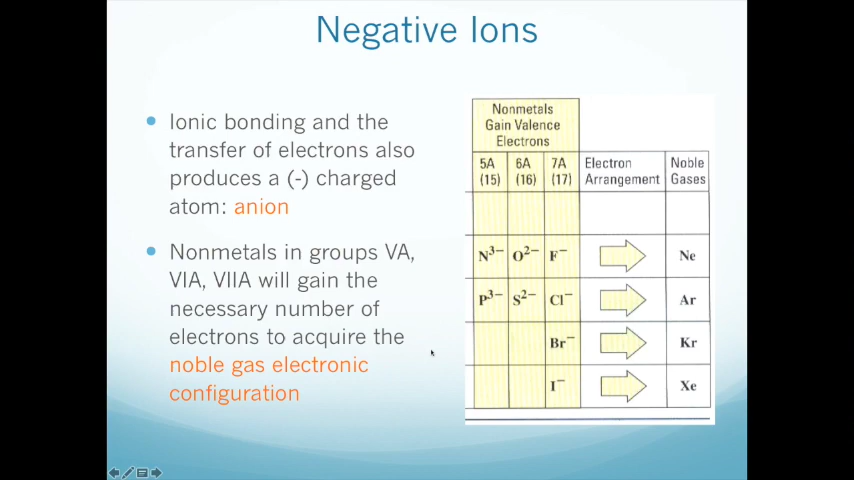 Negative Ions
Ionic bonding and the
transfer of electrons also
produces a (-) charged
atom: anion
Nonmetals in groups VA,
VIA, VIIA will gain the
necessary number of
electrons to acquire the
noble gas electronic
configuration
Nonmetals
Gain Valence
Electrons
5A 6A 7A Electron Noble
(15) (16) (17) Arrangement Gases
N³⁻ O²⁻ F⁻ Ne
P³⁻ S²⁻ Cl⁻ Ar
Br⁻ Kr
I⁻ Xe